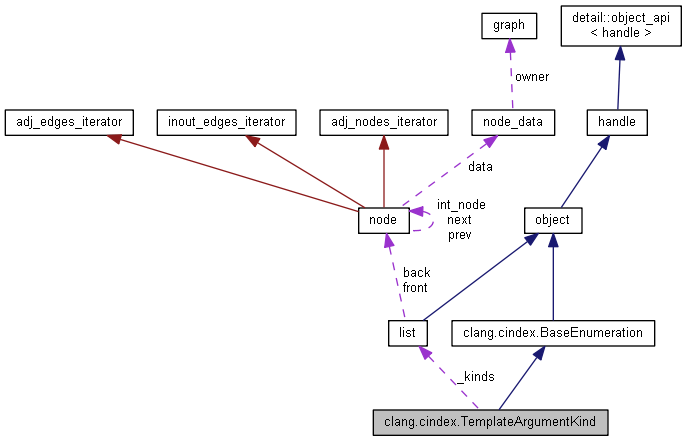 graph
detail::object_api
< handle >
owner
adj_edges_iterator
inout_edges_iterator
adj_nodes_iterator
node_data
handle
data
node
int_node
next
prev
object
back
front
list
clang.cindex.BaseEnumeration
_kinds
clang.cindex.TemplateArgumentKind